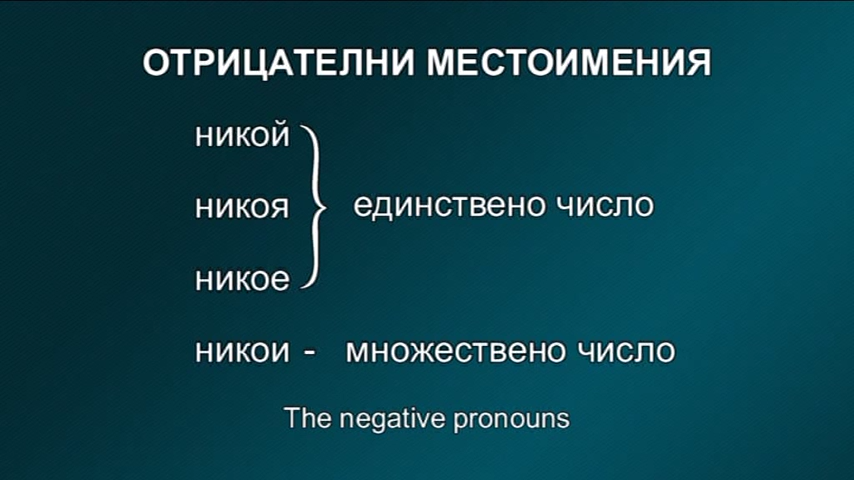 ОТРИЦАТЕЛНИ МЕСТОИМЕНИЯ
никой
никоя
единствено число
никое
никои - множествено число
The negative pronouns